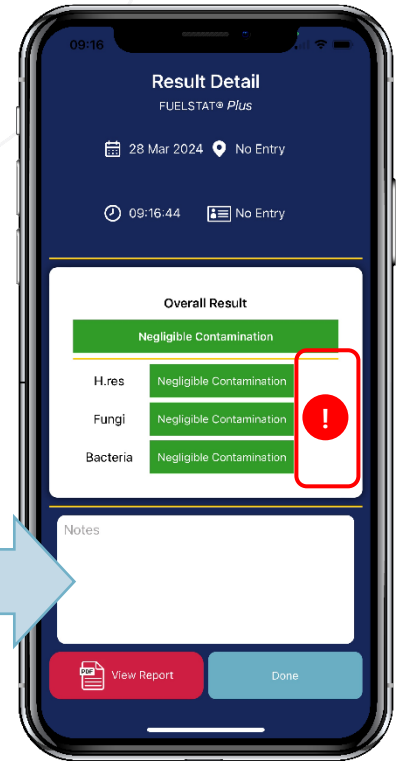 09:16
Result Detail
FUELSTAT® Plus
28 Mar 2024 No Entry
09:16:44 No Entry
Overall Result
Negligible Contamination
H.res Negligible Contamination
Fungi Negligible Contamination
!
Bacteria Negligible Contamination
Notes
PDF View Report Done